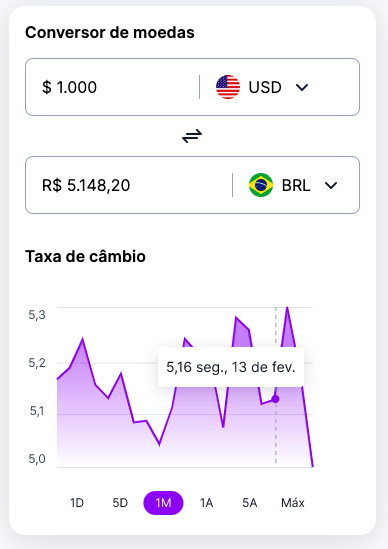 Conversor de moedas
$ 1.000
USD
R$ 5.148,20
BRL
Taxa de câmbio
5,3
5,2
5,16 seg., 13 de fev.
5,1
5,0
1D 5D 1M 1A 5A Máx